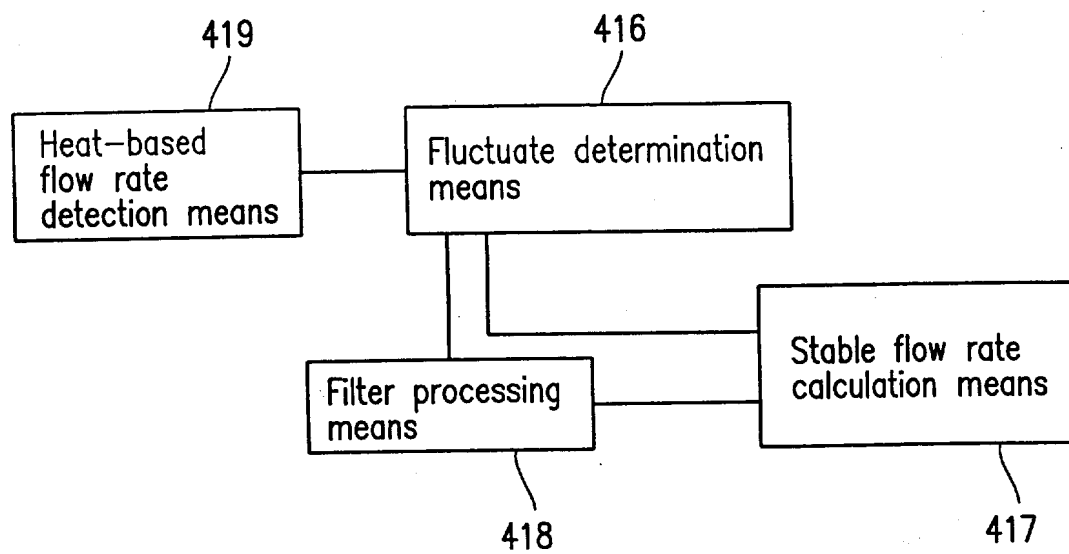 419
416
Heat-based
flow rate
detection means
Fluctuate determination
means
Stable flow rate
calculation means
Filter processing
means
418
417